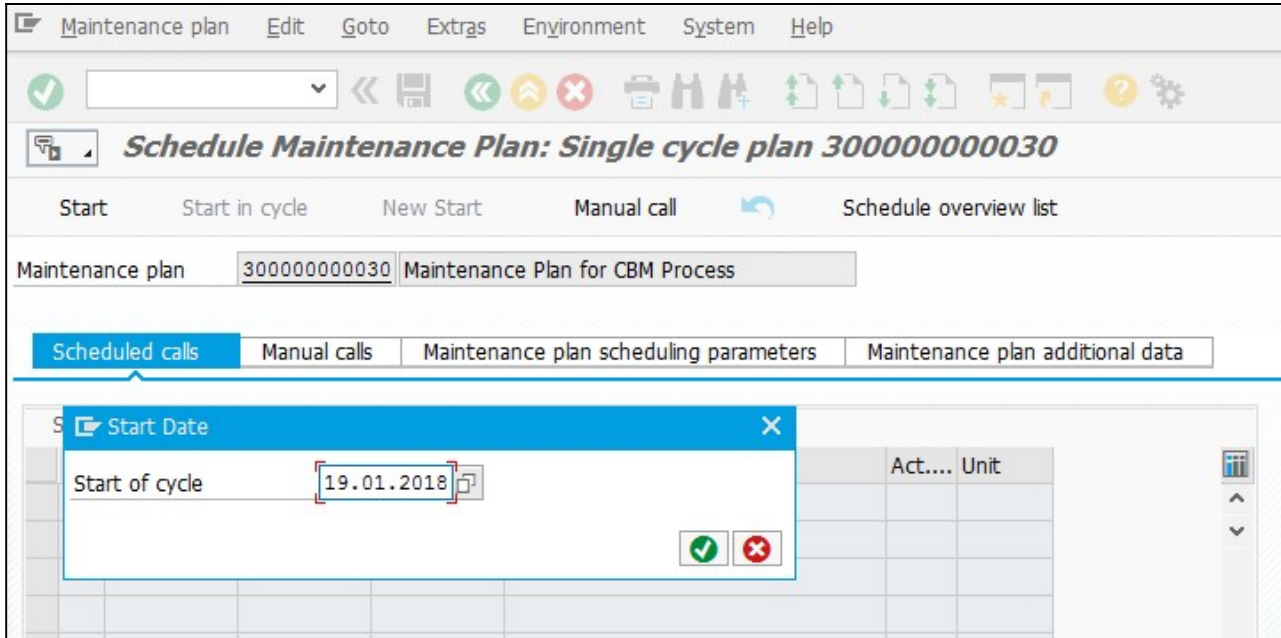 Maintenance plan Edit Goto Extras Environment System Help
Schedule Maintenance Plan: Single cycle plan 300000000030
Start Start in cycle New Start Manual call Schedule overview list
Maintenance plan 300000000030 Maintenance Plan for CBM Process
Scheduled calls Manual calls Maintenance plan scheduling parameters Maintenance plan additional data
S Start Date
Act.... Unit
Start of cycle 19.01.2018